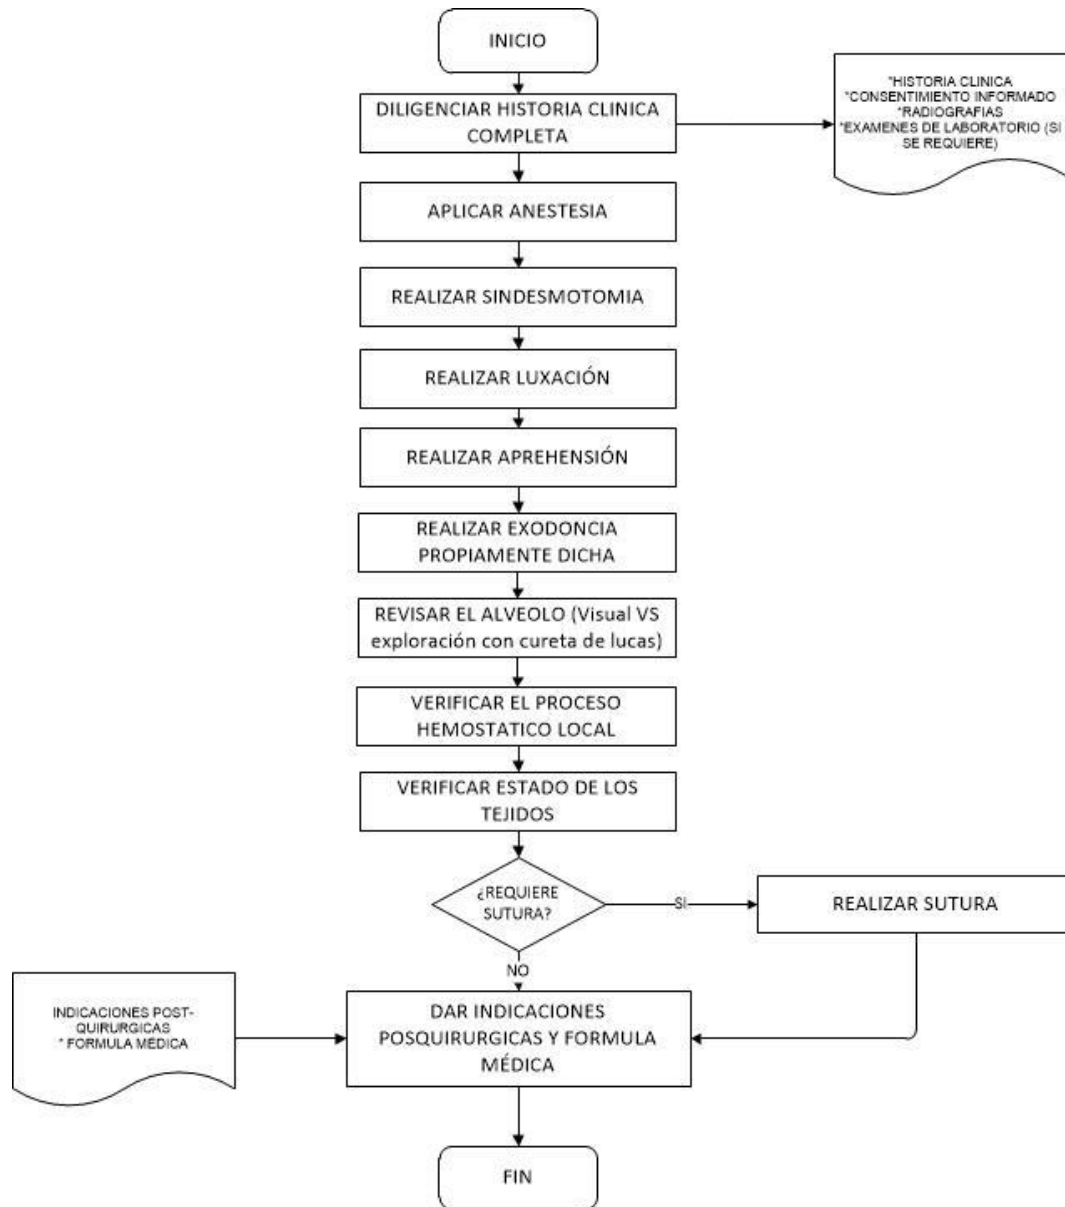 INICIO
DILIGENCIAR HISTORIA CLINICA
COMPLETA
*HISTORIA CLINICA
*CONSENTIMIENTO INFORMADO
*RADIOGRAFIAS
*EXAMENES DE LABORATORIO (SI
SE REQUIERE)
APLICAR ANESTESIA
REALIZAR SINDESMOTOMIA
REALIZAR LUXACIÓN
REALIZAR APREHENSIÓN
REALIZAR EXODONCIA
PROPIAMENTE DICHA
REVISAR EL ALVEOLO (Visual VS
exploración con cureta de lucas)
VERIFICAR EL PROCESO
HEMOSTATICO LOCAL
VERIFICAR ESTADO DE LOS
TEJIDOS
¿REQUIERE
SUTURA?
SI
REALIZAR SUTURA
NO
INDICACIONES POST-
QUIRURGICAS
* FORMULA MÉDICA
DAR INDICACIONES
POSQUIRURGICAS Y FORMULA
MÉDICA
FIN